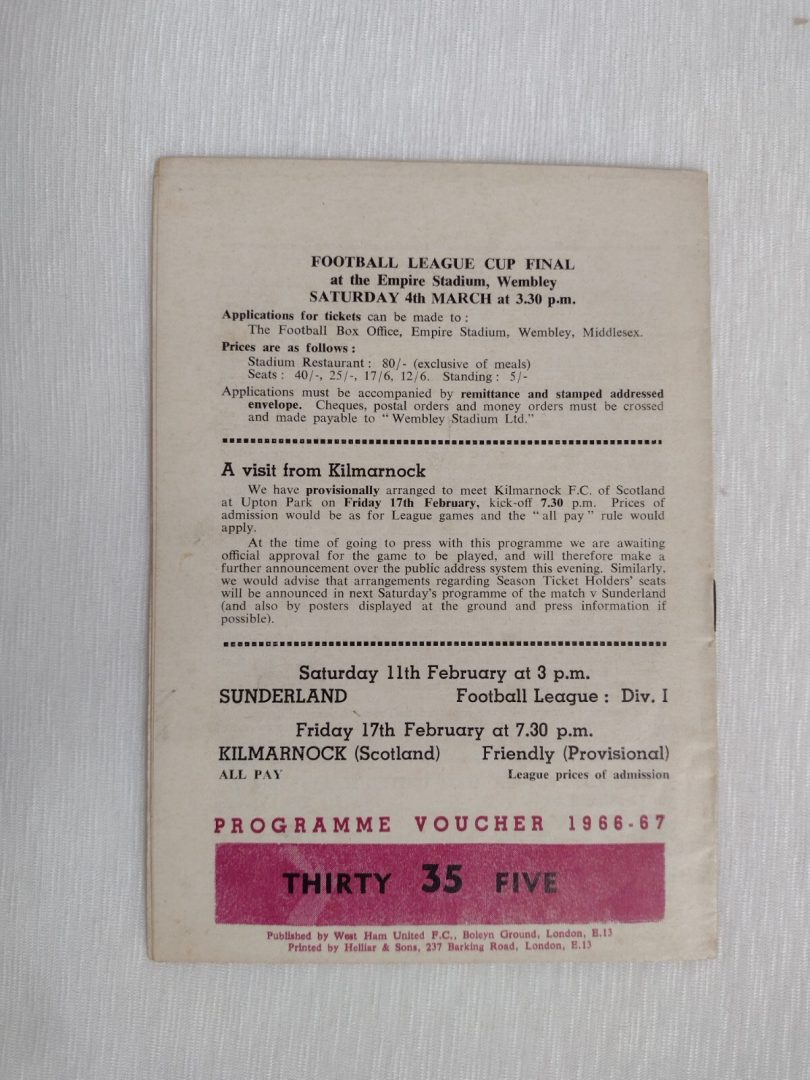 FOOTBALL LEAGUE CUP FINAL
at the Empire Stadium, Wembley
SATURDAY 4th MARCH at 3.30 p.m.
Applications for tickets can be made to :
The Football Box Office, Empire Stadium, Wembley, Middlesex.
Prices are as follows :
Stadium Restaurant : 80/- (exclusive of meals)
Seats : 40/-, 25/-, 17/6, 12/6. Standing : 5/-
Applications must be accompanied by remittance and stamped addressed
envelope. Cheques, postal orders and money orders must be crossed
and made payable to "Wembley Stadium Ltd."
A visit from Kilmarnock
We have provisionally arranged to meet Kilmarnock F.C. of Scotland
at Upton Park on Friday 17th February, kick-off 7.30 p.m. Prices of
admission would be as for League games and the "all pay" rule would
apply.
At the time of going to press with this programme we are awaiting
official approval for the game to be played, and will therefore make a
further announcement over the public address system this evening. Similarly,
we would advise that arrangements regarding Season Ticket Holders' seats
will be announced in next Saturday's programme of the match v Sunderland
(and also by posters displayed at the ground and press information if
possible).
Saturday 11th February at 3 p.m.
SUNDERLAND Football League : Div. I
Friday 17th February at 7.30 p.m.
KILMARNOCK (Scotland) Friendly (Provisional)
ALL PAY League prices of admission
PROGRAMME VOUCHER 1966-67
THIRTY 35 FIVE
Published by West Ham United F.C., Boleyn Ground, London, E.13
Printed by Helliar & Sons, 237 Barking Road, London, E.13